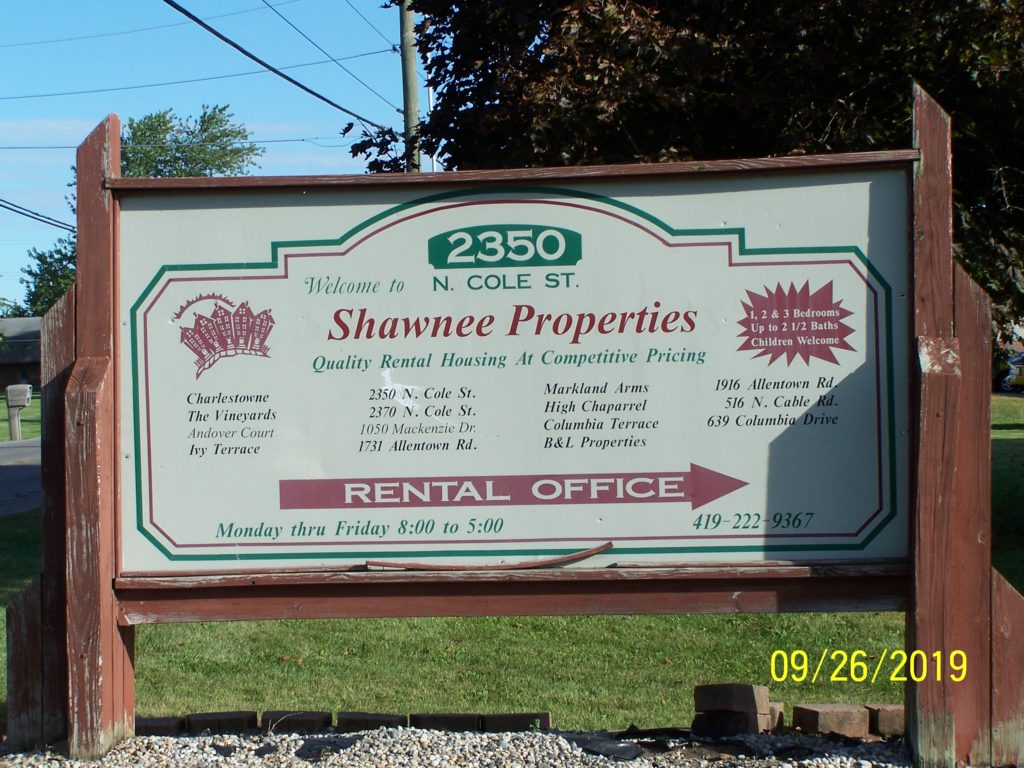 2350
N. COLE ST.
Welcome to
Shawnee Properties
Quality Rental Housing At Competitive Pricing
1, 2 & 3 Bedrooms
Up to 2 1/2 Baths
Children Welcome
Charlestowne
The Vineyards
Andover Court
Ivy Terrace
2350 N. Cole St.
2370 N. Cole St.
1050 Mackenzie Dr.
1731 Allentown Rd.
Markland Arms
High Chaparrel
Columbia Terrace
B&L Properties
1916 Allentown Rd.
516 N. Cable Rd.
639 Columbia Drive
RENTAL OFFICE
Monday thru Friday 8:00 to 5:00
419-222-9367
09/26/2019